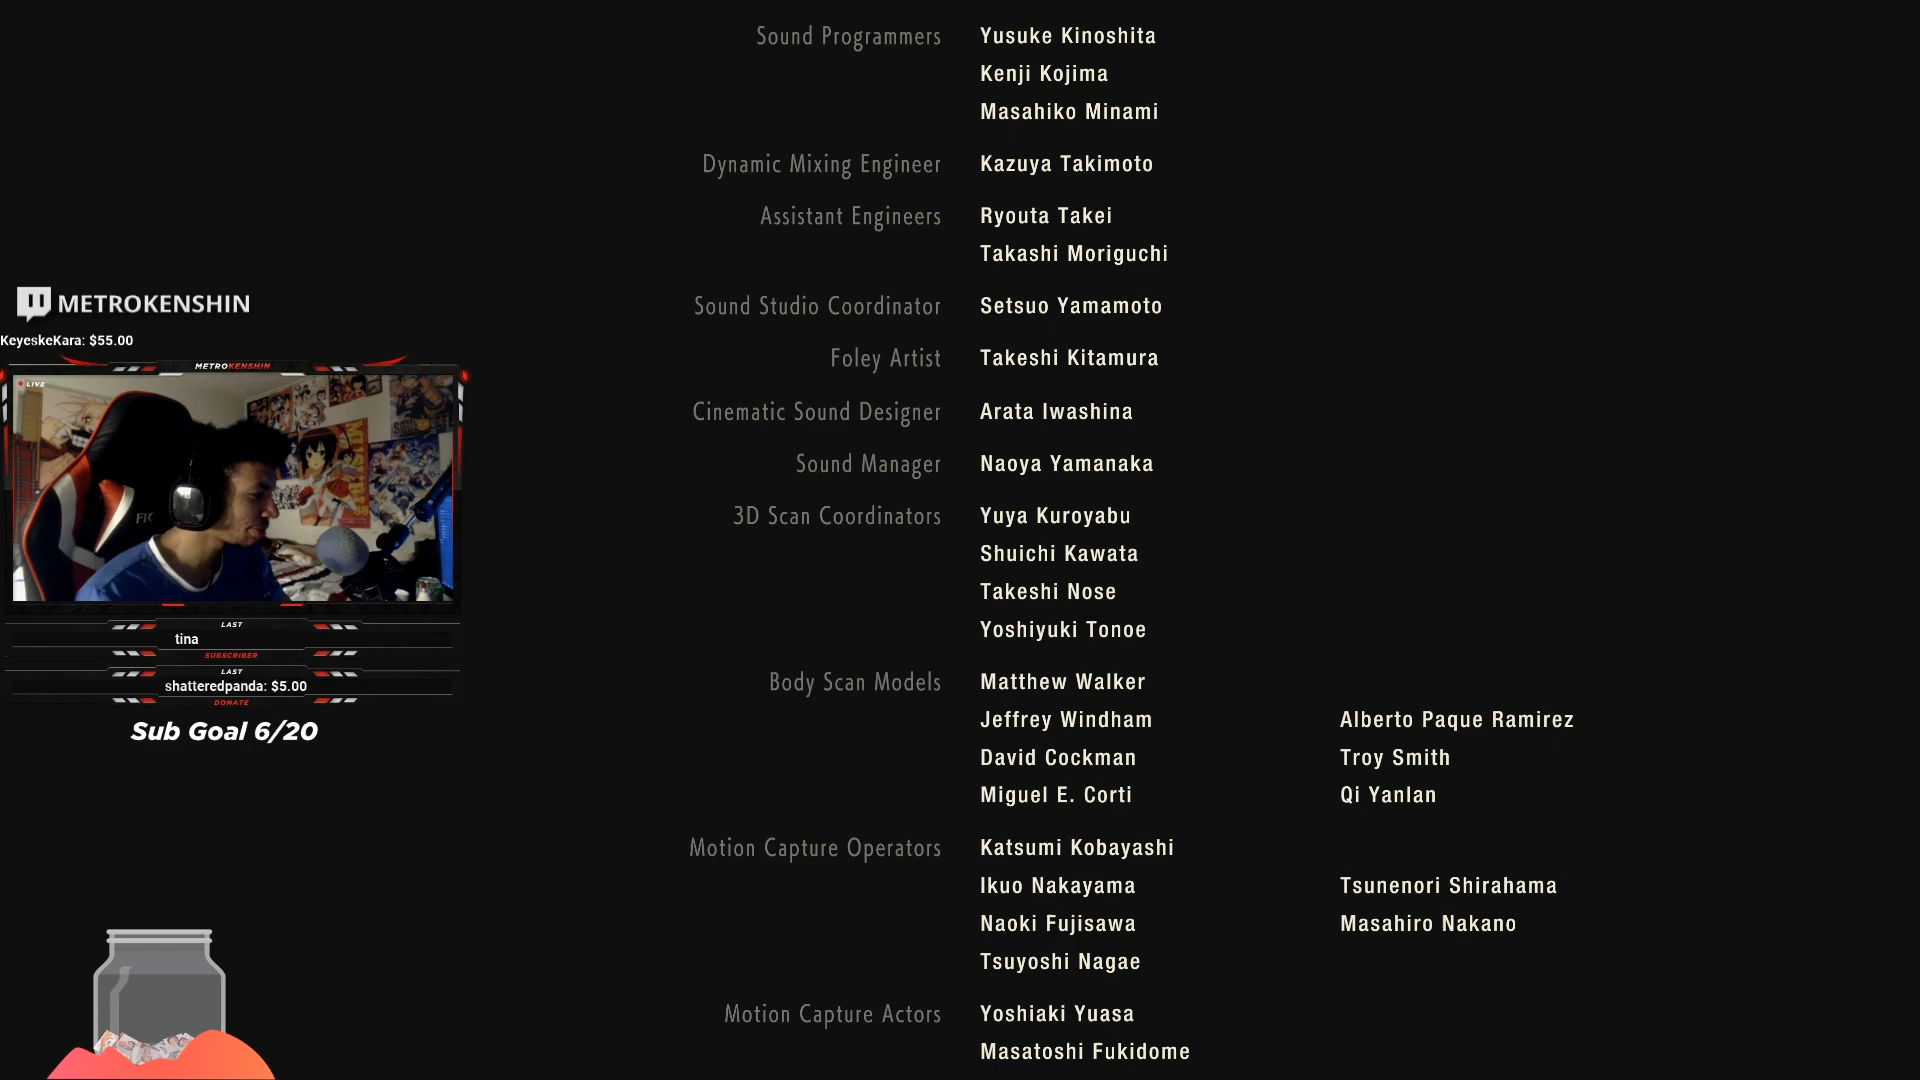 Sound Programmers Yusuke Kinoshita
Kenji Kojima
Masahiko Minami
Dynamic Mixing Engineer Kazuya Takimoto
Assistant Engineers Ryouta Takei
Takashi Moriguchi
Sound Studio Coordinator Setsuo Yamamoto
Foley Artist Takeshi Kitamura
Cinematic Sound Designer Arata Iwashina
Sound Manager Naoya Yamanaka
3D Scan Coordinators Yuya Kuroyabu
Shuichi Kawata
Takeshi Nose
Yoshiyuki Tonoe
Body Scan Models Matthew Walker
Jeffrey Windham Alberto Paque Ramirez
David Cockman Troy Smith
Miguel E. Corti Qi Yanlan
Motion Capture Operators Katsumi Kobayashi
Ikuo Nakayama Tsunenori Shirahama
Naoki Fujisawa Masahiro Nakano
Tsuyoshi Nagae
Motion Capture Actors Yoshiaki Yuasa
Masatoshi Fukidome
METROKENSHIN
KeyeskeKara: $55.00
METROKENSHIN
LIVE
LAST
tina
SUBSCRIBER
LAST
shatteredpanda: $5.00
DONATE
Sub Goal 6/20